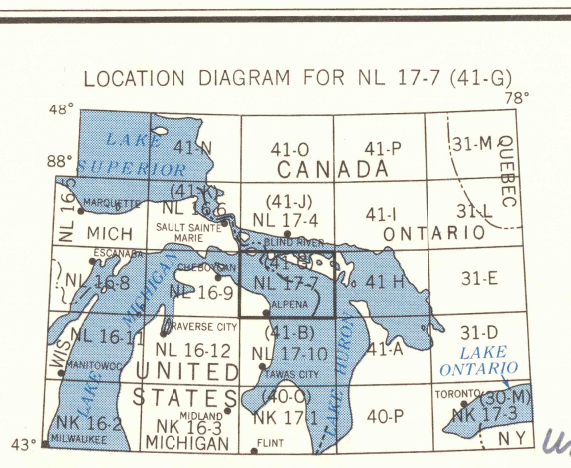 LOCATION DIAGRAM FOR NL 17-7 (41-G)
48°
78°
88°
LAKE SUPERIOR
41-N
41-O
41-P
31-M
QUEBEC
CANADA
NL 16-5
MARQUETTE
(41-K)
NL 16-6
(41-J)
NL 17-4
41-I
31-L
MICH
SAULT SAINTE MARIE
BLIND RIVER
ONTARIO
ESCANABA
NL 16-8
CHEBOYGAN
NL 16-9
(41-G)
NL 17-7
ALPENA
41 H
31-E
LAKE MICHIGAN
LAKE HURON
WIS
NL 16-11
MANITOWOC
TRAVERSE CITY
NL 16-12
(41-B)
NL 17-10
TAWAS CITY
41-A
31-D
LAKE ONTARIO
UNITED STATES
NK 16-2
MILWAUKEE
MIDLAND
NK 16-3
MICHIGAN
(40-O)
NK 17-1
FLINT
40-P
TORONTO
(30-M)
NK 17-3
NY
43°